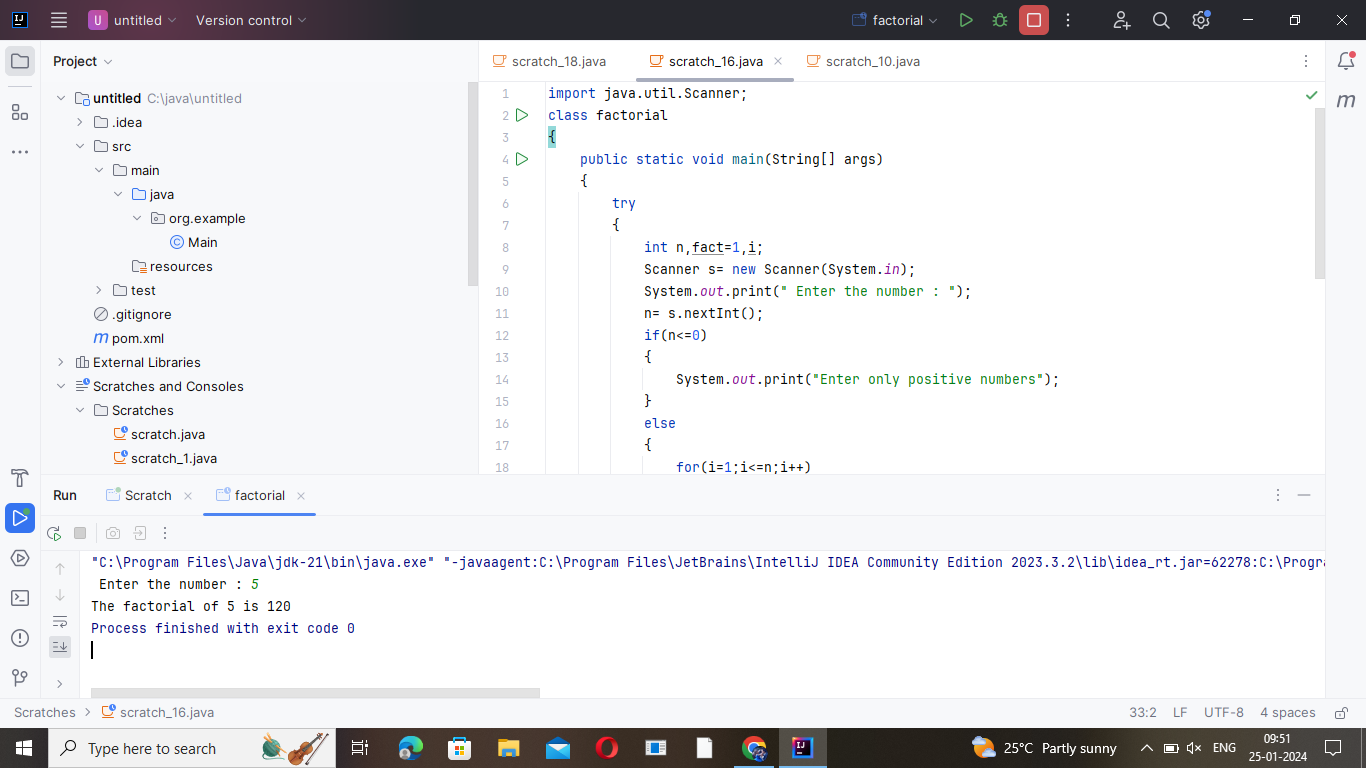 U untitled Version control factorial
Project
scratch_18.java scratch_16.java scratch_10.java
untitled C:\java\untitled
.idea
src
main
java
org.example
Main
resources
test
.gitignore
pom.xml
External Libraries
Scratches and Consoles
Scratches
scratch.java
scratch_1.java
1 import java.util.Scanner;
2 class factorial
3 {
4 public static void main(String[] args)
5 {
6 try
7 {
8 int n,fact=1,i;
9 Scanner s= new Scanner(System.in);
10 System.out.print(" Enter the number : ");
11 n= s.nextInt();
12 if(n<=0)
13 {
14 System.out.print("Enter only positive numbers");
15 }
16 else
17 {
18 for(i=1;i<=n;i++)
Run Scratch factorial
"C:\Program Files\Java\jdk-21\bin\java.exe" "-javaagent:C:\Program Files\JetBrains\IntelliJ IDEA Community Edition 2023.3.2\lib\idea_rt.jar=62278:C:\Progra
Enter the number : 5
The factorial of 5 is 120
Process finished with exit code 0
Scratches > scratch_16.java 33:2 LF UTF-8 4 spaces
Type here to search 25°C Partly sunny ENG 09:51
25-01-2024